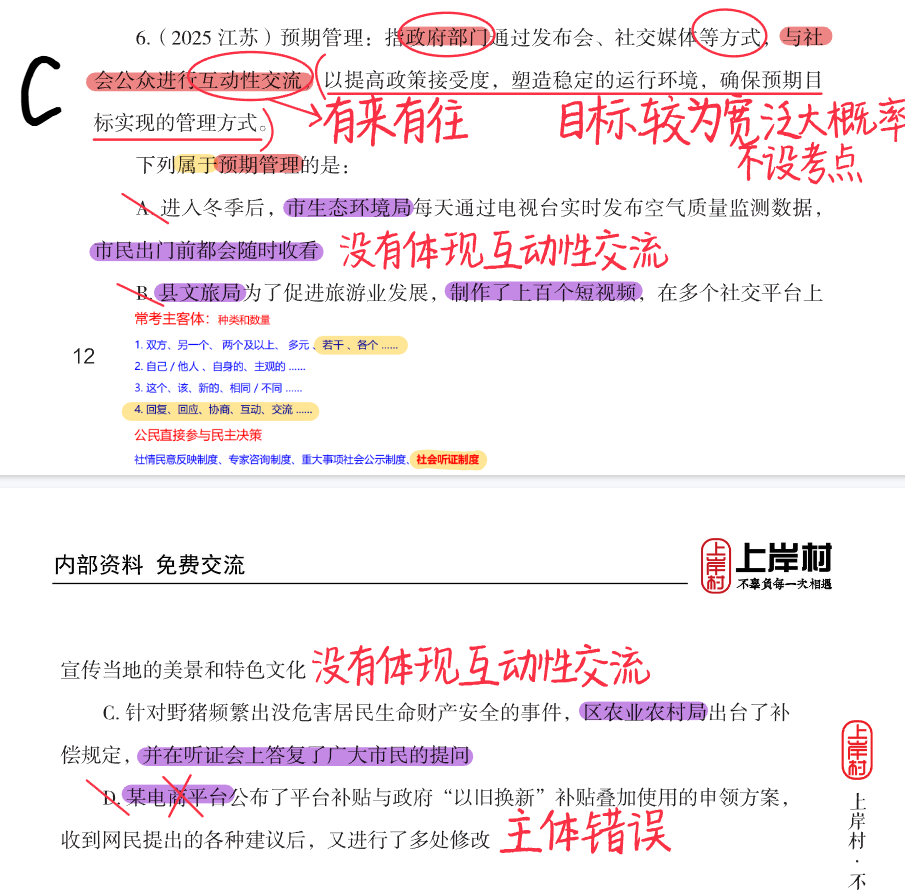 6.（2025 江苏）预期管理：指政府部门通过发布会、社交媒体等方式，与社
会公众进行互动性交流，以提高政策接受度，塑造稳定的运行环境，确保预期目
C
标实现的管理方式。
有来有往
目标、较为宽泛大概率
不设考点
下列属于预期管理的是：
A. 进入冬季后，市生态环境局每天通过电视台实时发布空气质量监测数据，
市民出门前都会随时收看
没有体现互动性交流
B. 县文旅局为了促进旅游业发展，制作了上百个短视频，在多个社交平台上
常考主客体：种类和数量
1. 双方、另一个、 两个及以上、 多元 、若干 、各个 ......
12
2. 自己 / 他人 、自身的、主观的 ......
3. 这个、该、新的、相同 / 不同 ......
4. 回复、回应、协商、互动、交流 ......
公民直接参与民主决策
社情民意反映制度、专家咨询制度、重大事项社会公示制度、社会听证制度
内部资料 免费交流
上岸村
上岸村
不辜负每一次相遇
宣传当地的美景和特色文化
没有体现互动性交流
C. 针对野猪频繁出没危害居民生命财产安全的事件，区农业农村局出台了补
偿规定，并在听证会上答复了广大市民的提问
上岸村
D. 某电商平台公布了平台补贴与政府“以旧换新”补贴叠加使用的申领方案，
收到网民提出的各种建议后，又进行了多处修改
主体错误
上岸村·不